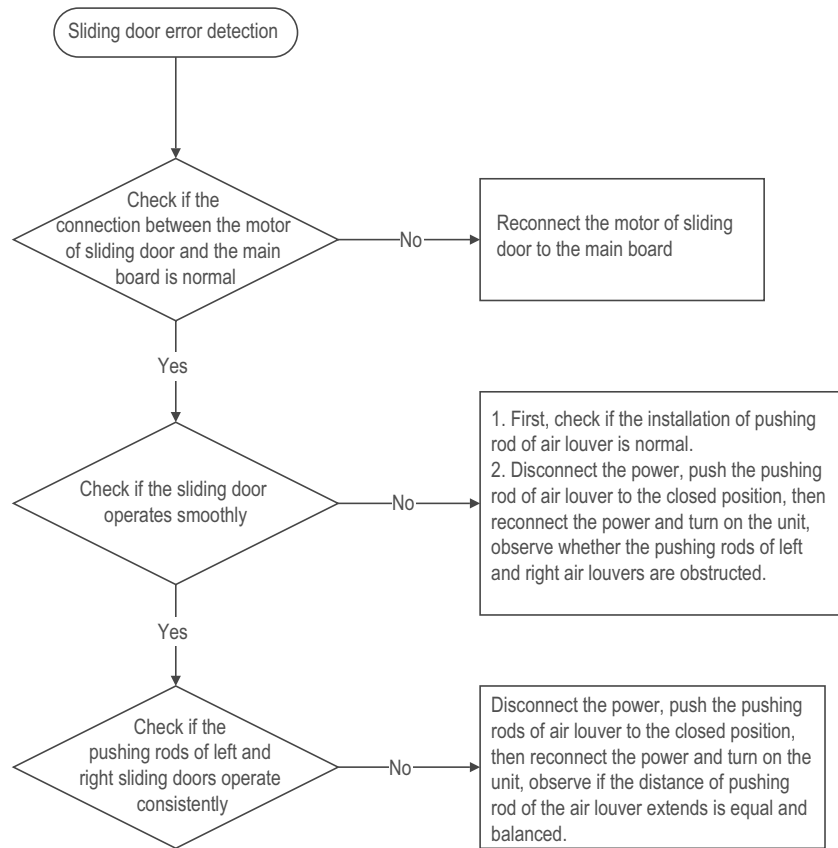 Sliding door error detection
Check if the
connection between the motor
of sliding door and the main
board is normal
No
Reconnect the motor of sliding
door to the main board
Yes
Check if the sliding door
operates smoothly
No
1. First, check if the installation of pushing
rod of air louver is normal.
2. Disconnect the power, push the pushing
rod of air louver to the closed position, then
reconnect the power and turn on the unit,
observe whether the pushing rods of left
and right air louvers are obstructed.
Yes
Check if the
pushing rods of left and
right sliding doors operate
consistently
No
Disconnect the power, push the pushing
rods of air louver to the closed position,
then reconnect the power and turn on the
unit, observe if the distance of pushing
rod of the air louver extends is equal and
balanced.